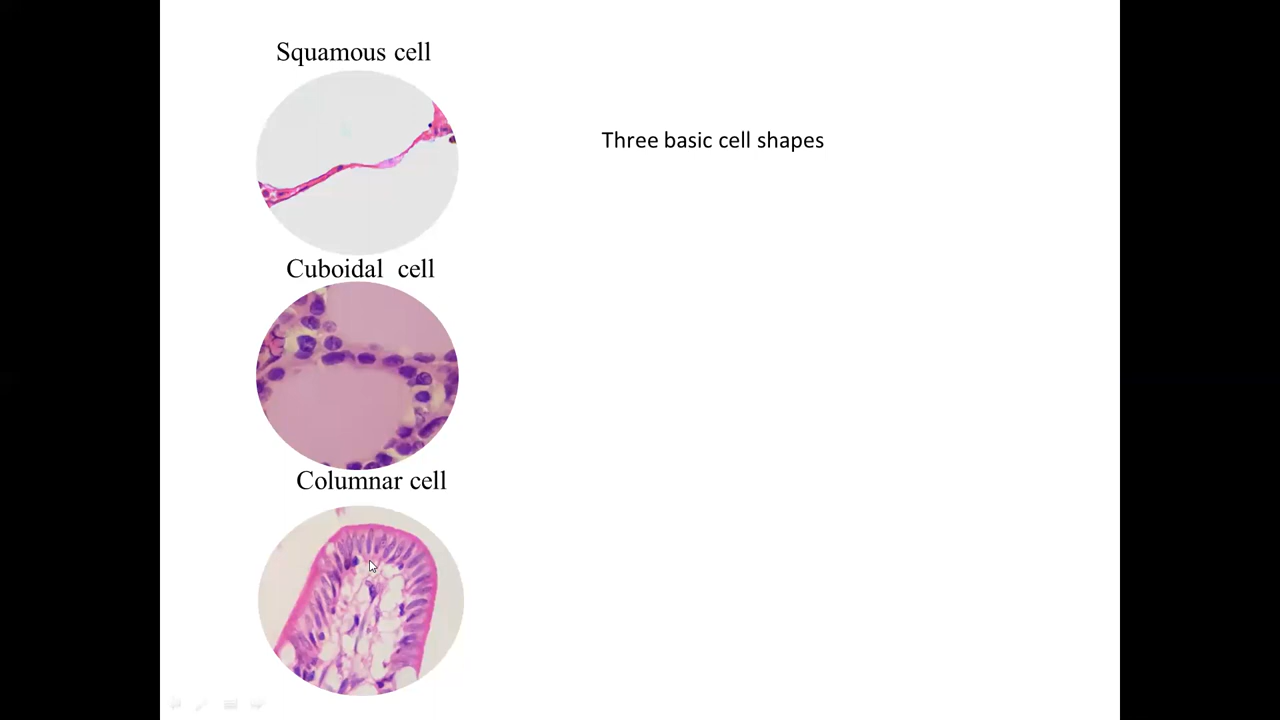 Squamous cell
Three basic cell shapes
Cuboidal  cell
Columnar cell